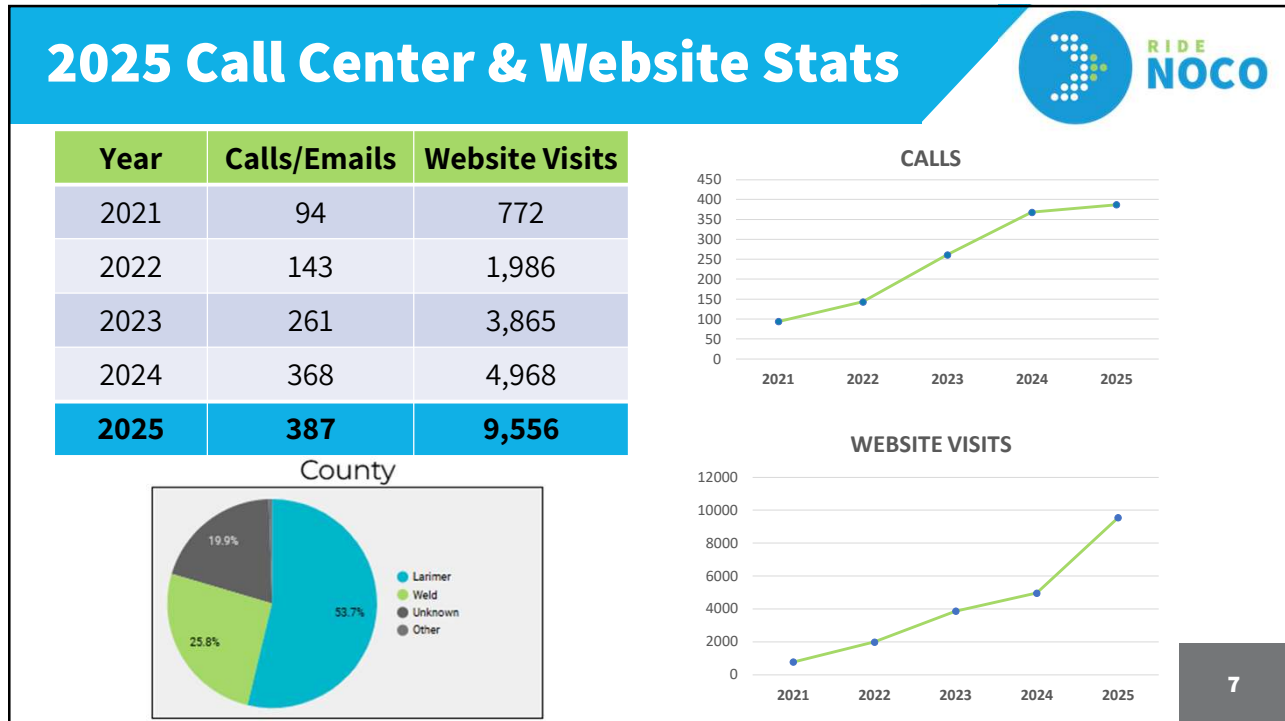 2025 Call Center & Website Stats
RIDE
NOCO
Year Calls/Emails Website Visits
2021 94 772
2022 143 1,986
2023 261 3,865
2024 368 4,968
2025 387 9,556
County
19.9%
53.7%
25.8%
Larimer
Weld
Unknown
Other
CALLS
450
400
350
300
250
200
150
100
50
0
2021 2022 2023 2024 2025
WEBSITE VISITS
12000
10000
8000
6000
4000
2000
0
2021 2022 2023 2024 2025
7